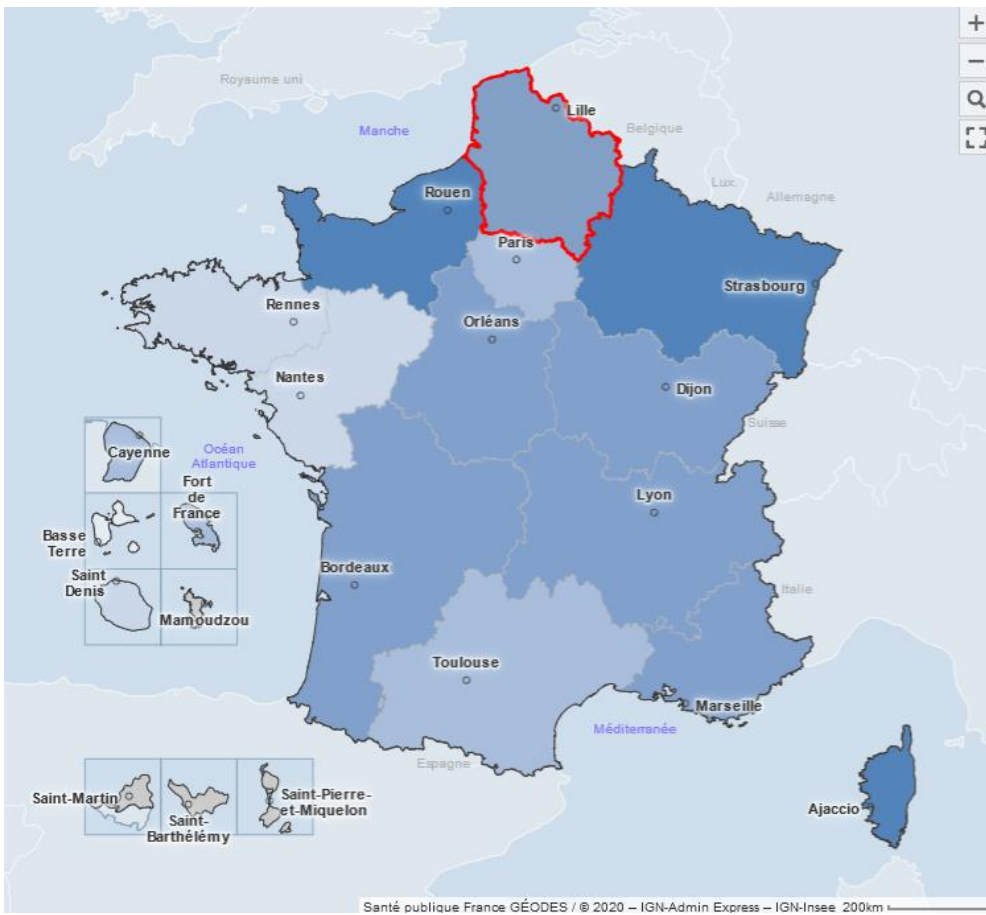 +
−
Royaume uni
Lille
Manche
Belgique
Lux.
Allemagne
Rouen
Paris
Strasbourg
Rennes
Orléans
Nantes
Dijon
Suisse
Cayenne
Océan
Atlantique
Fort
de
France
Lyon
Basse
Terre
Saint
Denis
Bordeaux
Italie
Mamoudzou
Toulouse
Marseille
Méditerranée
Espagne
Saint-Martin
Saint-Pierre-
et-Miquelon
Saint-
Barthélémy
Ajaccio
Santé publique France GÉODES / © 2020 – IGN-Admin Express – IGN-Insee 200km